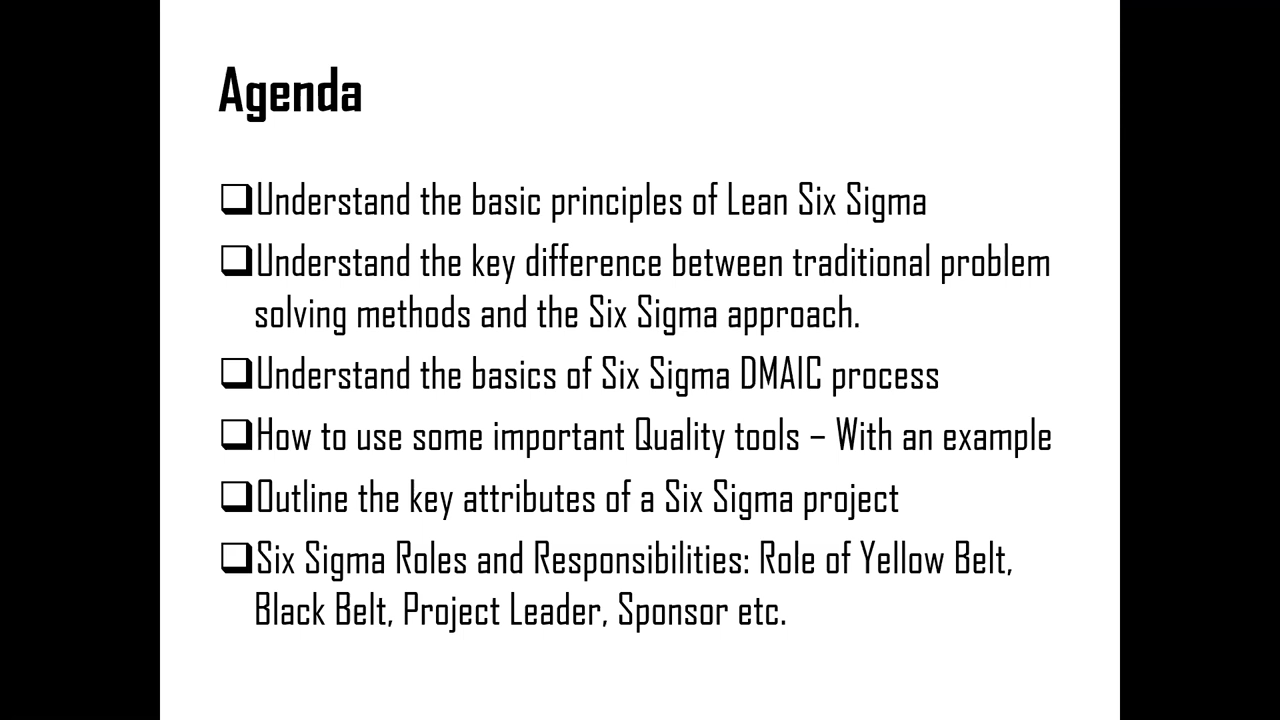 Agenda
❑Understand the basic principles of Lean Six Sigma
❑Understand the key difference between traditional problem
solving methods and the Six Sigma approach.
❑Understand the basics of Six Sigma DMAIC process
❑How to use some important Quality tools – With an example
❑Outline the key attributes of a Six Sigma project
❑Six Sigma Roles and Responsibilities: Role of Yellow Belt,
Black Belt, Project Leader, Sponsor etc.